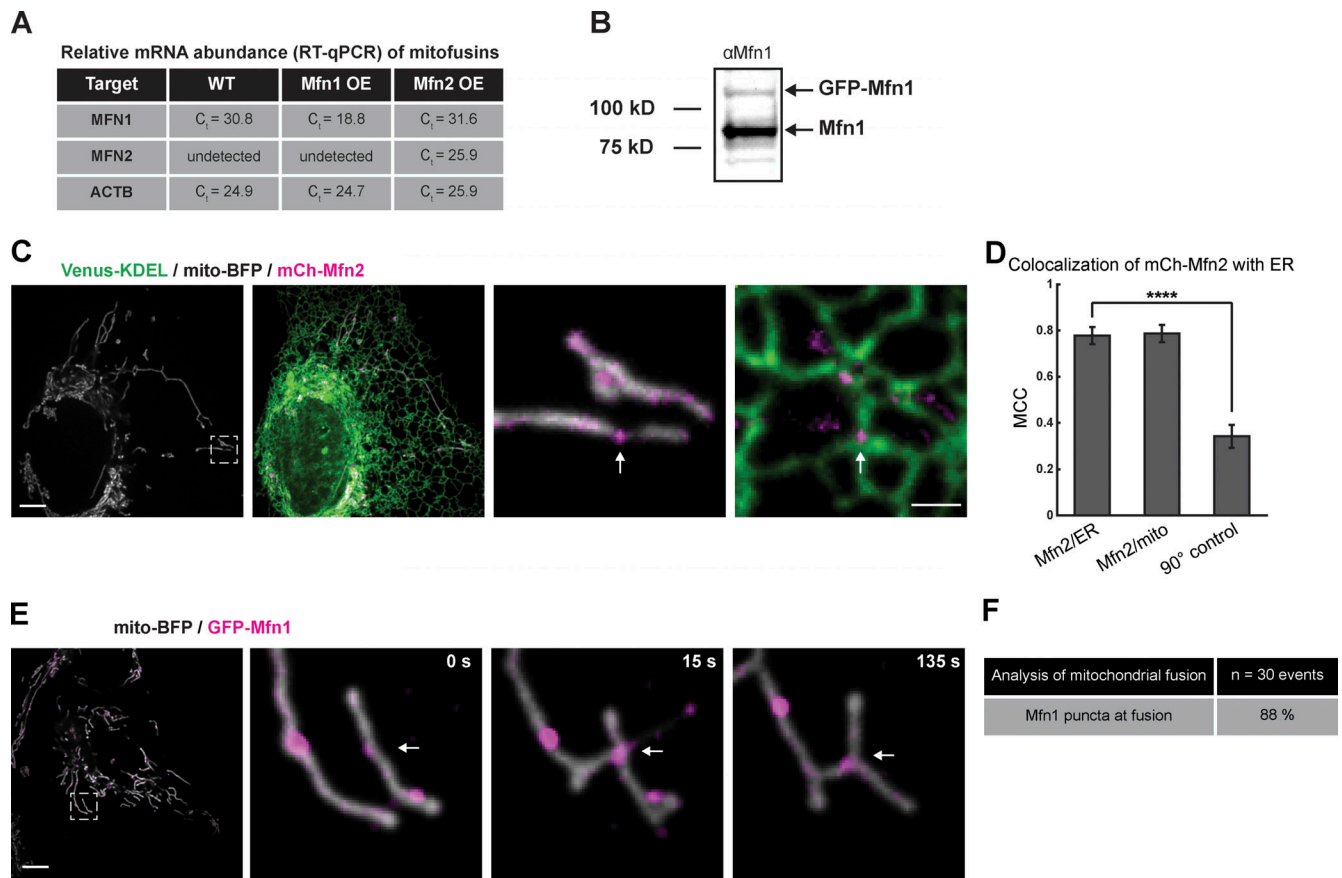 A
Relative mRNA abundance (RT-qPCR) of mitofusins
Target WT Mfn1 OE Mfn2 OE
MFN1 Ct = 30.8 Ct = 18.8 Ct = 31.6
MFN2 undetected undetected Ct = 25.9
ACTB Ct = 24.9 Ct = 24.7 Ct = 25.9
B
αMfn1
100 kD
75 kD
GFP-Mfn1
Mfn1
C
Venus-KDEL / mito-BFP / mCh-Mfn2
D
Colocalization of mCh-Mfn2 with ER
****
MCC
0.8
0.6
0.4
0.2
0
Mfn2/ER
Mfn2/mito
90° control
E
mito-BFP / GFP-Mfn1
0 s
15 s
135 s
F
Analysis of mitochondrial fusion n = 30 events
Mfn1 puncta at fusion 88 %